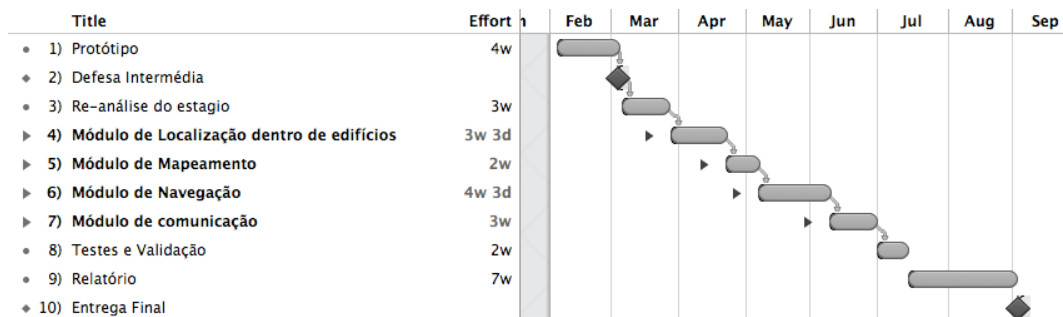 Title Effort n Feb Mar Apr May Jun Jul Aug Sep
1) Protótipo 4w
2) Defesa Intermédia
3) Re-análise do estagio 3w
4) Módulo de Localização dentro de edifícios 3w 3d
5) Módulo de Mapeamento 2w
6) Módulo de Navegação 4w 3d
7) Módulo de comunicação 3w
8) Testes e Validação 2w
9) Relatório 7w
10) Entrega Final